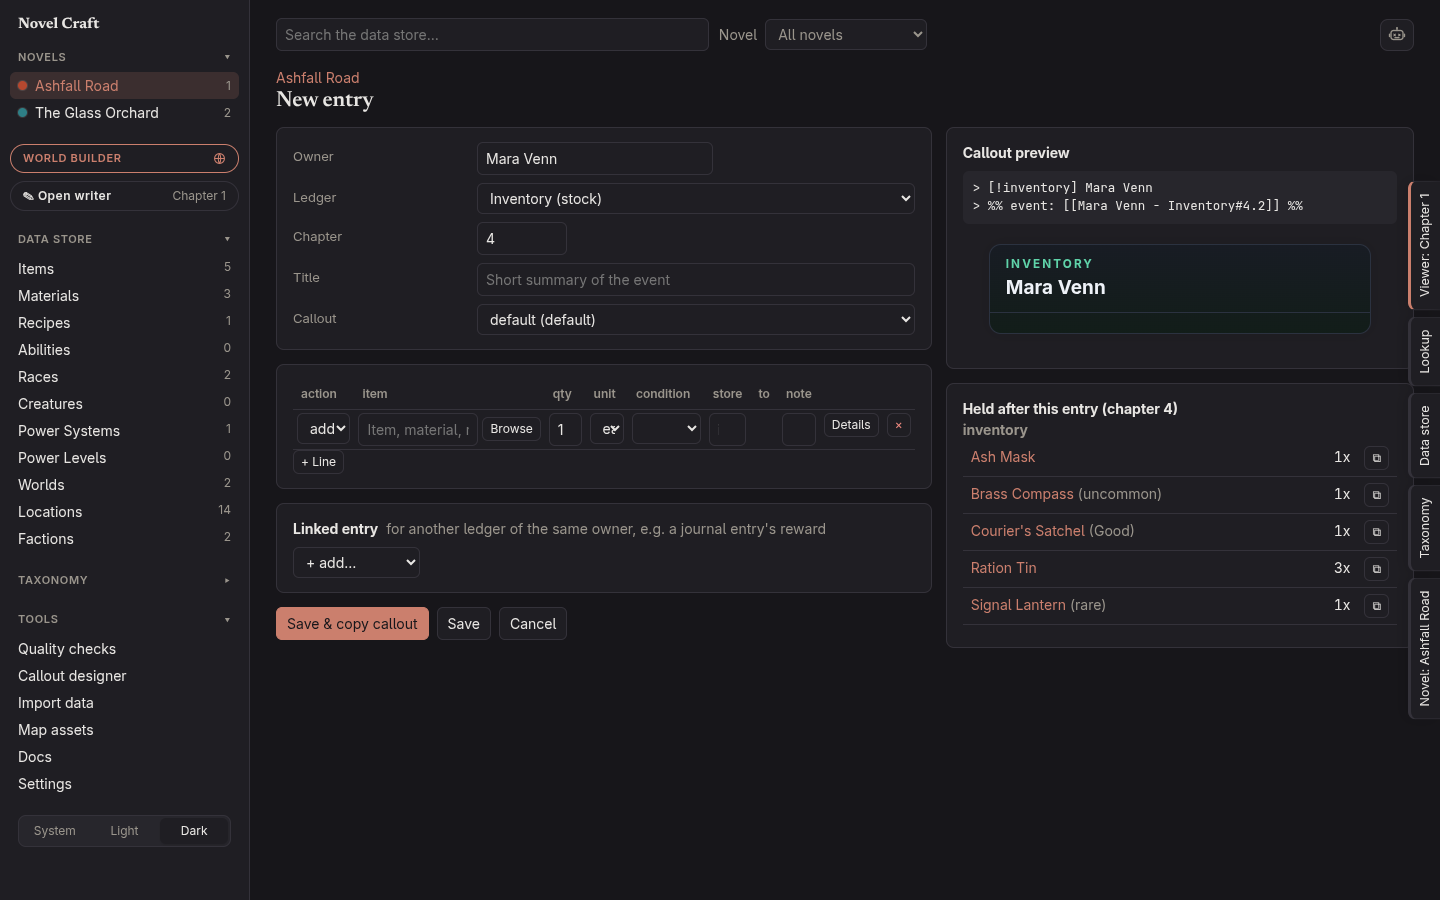 Novel Craft
NOVELS
Ashfall Road 1
The Glass Orchard 2
WORLD BUILDER
Open writer Chapter 1
DATA STORE
Items 5
Materials 3
Recipes 1
Abilities 0
Races 2
Creatures 0
Power Systems 1
Power Levels 0
Worlds 2
Locations 14
Factions 2
TAXONOMY
TOOLS
Quality checks
Callout designer
Import data
Map assets
Docs
Settings
System Light Dark
Search the data store... Novel All novels
Ashfall Road
New entry
Owner Mara Venn
Ledger Inventory (stock)
Chapter 4
Title Short summary of the event
Callout default (default)
action item qty unit condition store to note
add Item, material, Browse 1 Details ×
+ Line
Linked entry for another ledger of the same owner, e.g. a journal entry's reward
+ add...
Save & copy callout Save Cancel
Callout preview
> [!inventory] Mara Venn
> %% event: [[Mara Venn - Inventory#4.2]] %%
INVENTORY
Mara Venn
Held after this entry (chapter 4)
inventory
Ash Mask 1x
Brass Compass (uncommon) 1x
Courier's Satchel (Good) 1x
Ration Tin 3x
Signal Lantern (rare) 1x
Viewer: Chapter 1
Lookup
Data store
Taxonomy
Novel: Ashfall Road